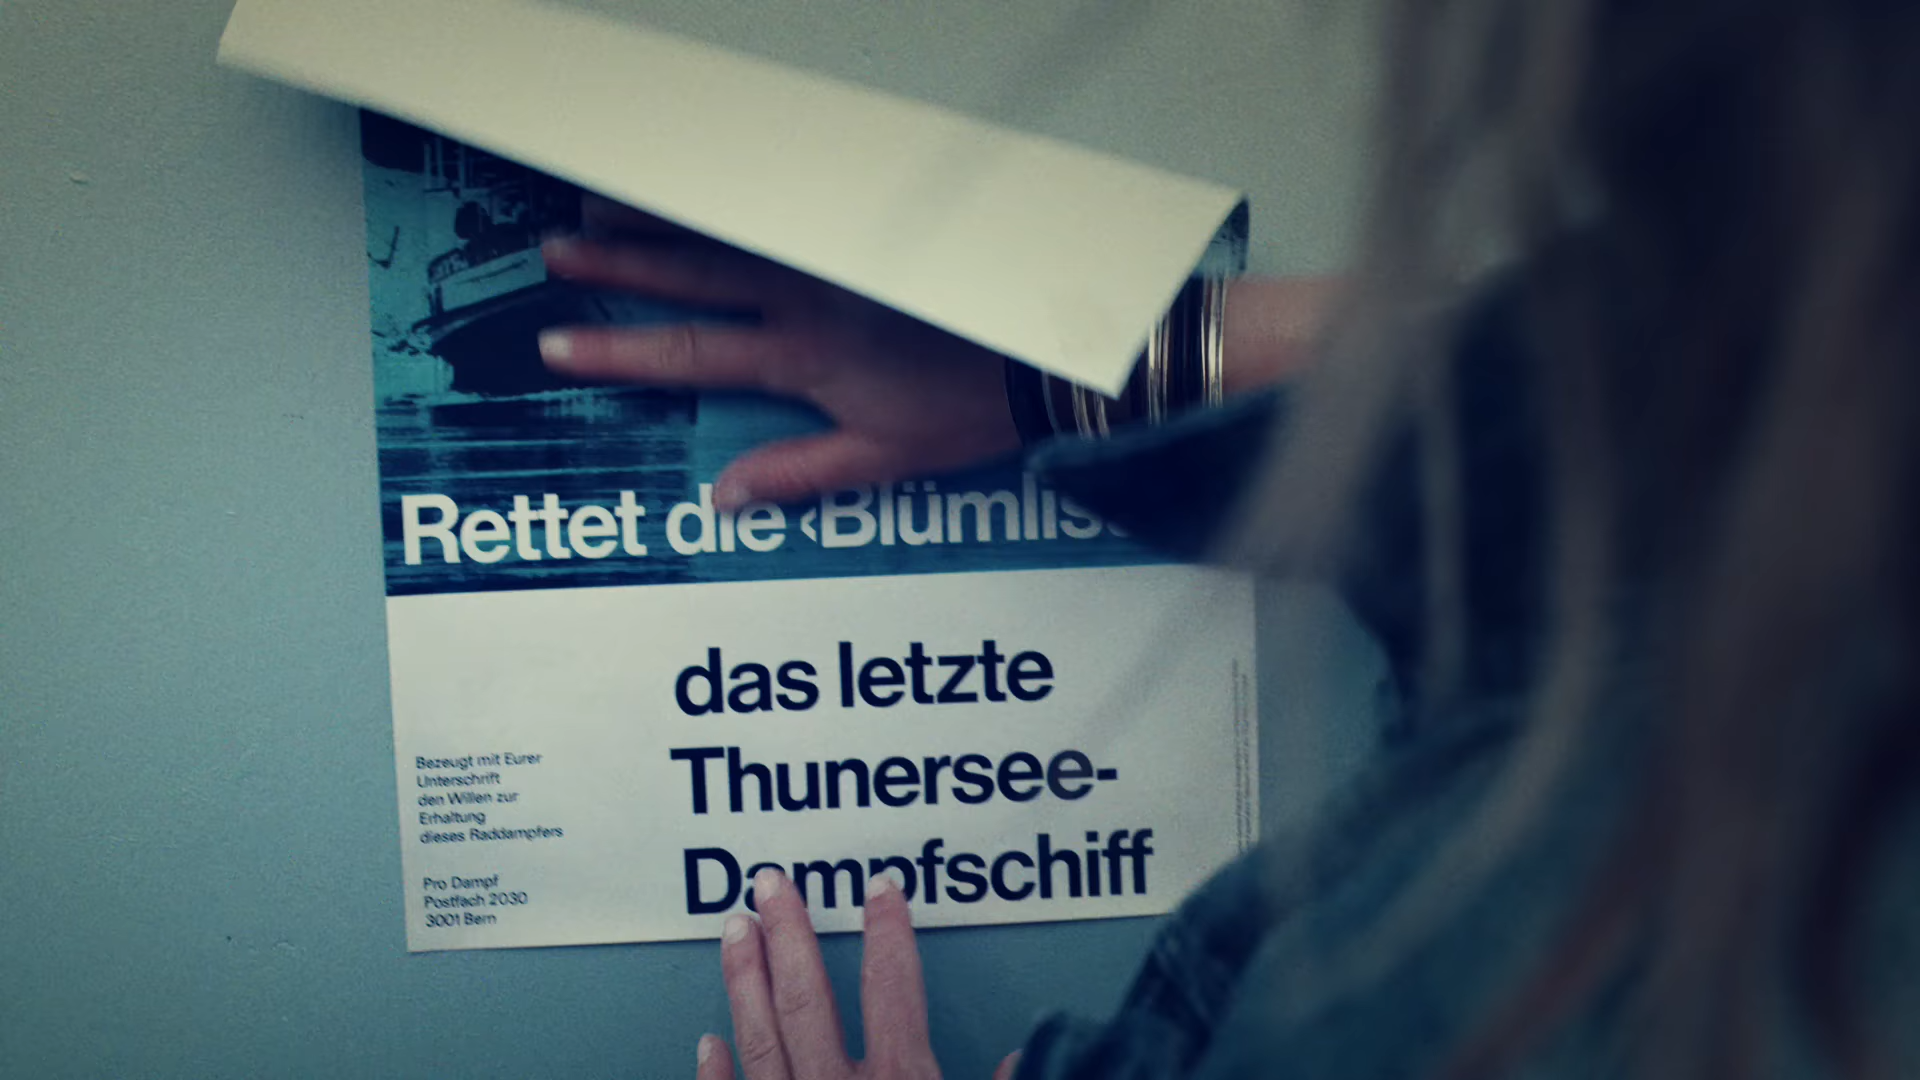 Rettet die ‹Blümlis
das letzte
Thunersee-
Dampfschiff
Bezeugt mit Eurer
Unterschrift
den Willen zur
Erhaltung
dieses Raddampfers
Pro Dampf
Postfach 2030
3001 Bern